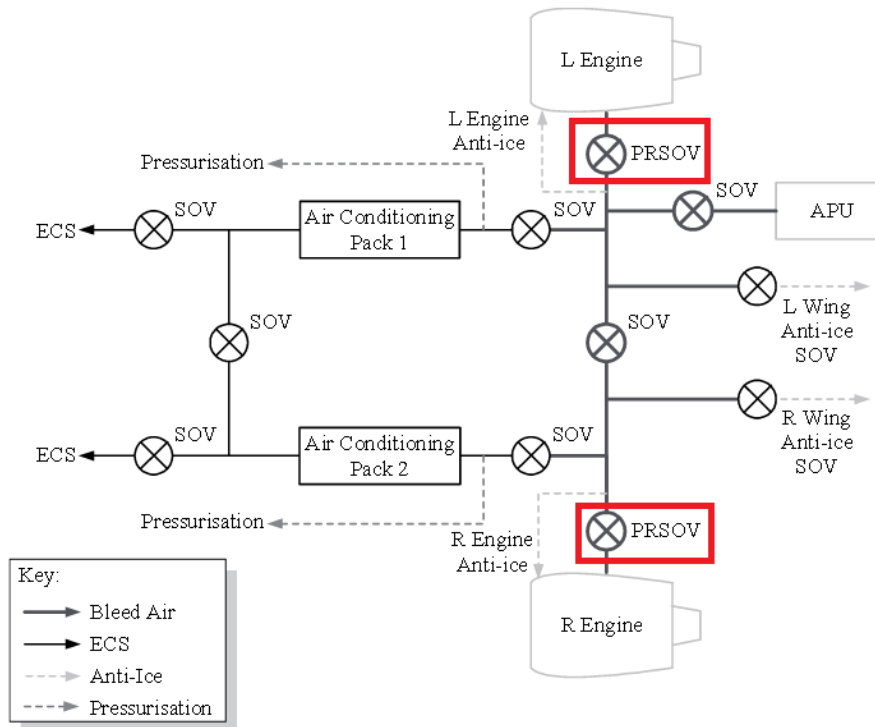 L Engine
L Engine
Anti-ice
PRSOV
Pressurisation
SOV
SOV
Air Conditioning
Pack 1
SOV
APU
ECS
L Wing
Anti-ice
SOV
SOV
SOV
R Wing
Anti-ice
SOV
SOV
Air Conditioning
Pack 2
SOV
ECS
Pressurisation
R Engine
Anti-ice
PRSOV
R Engine
Key:
Bleed Air
ECS
Anti-Ice
Pressurisation